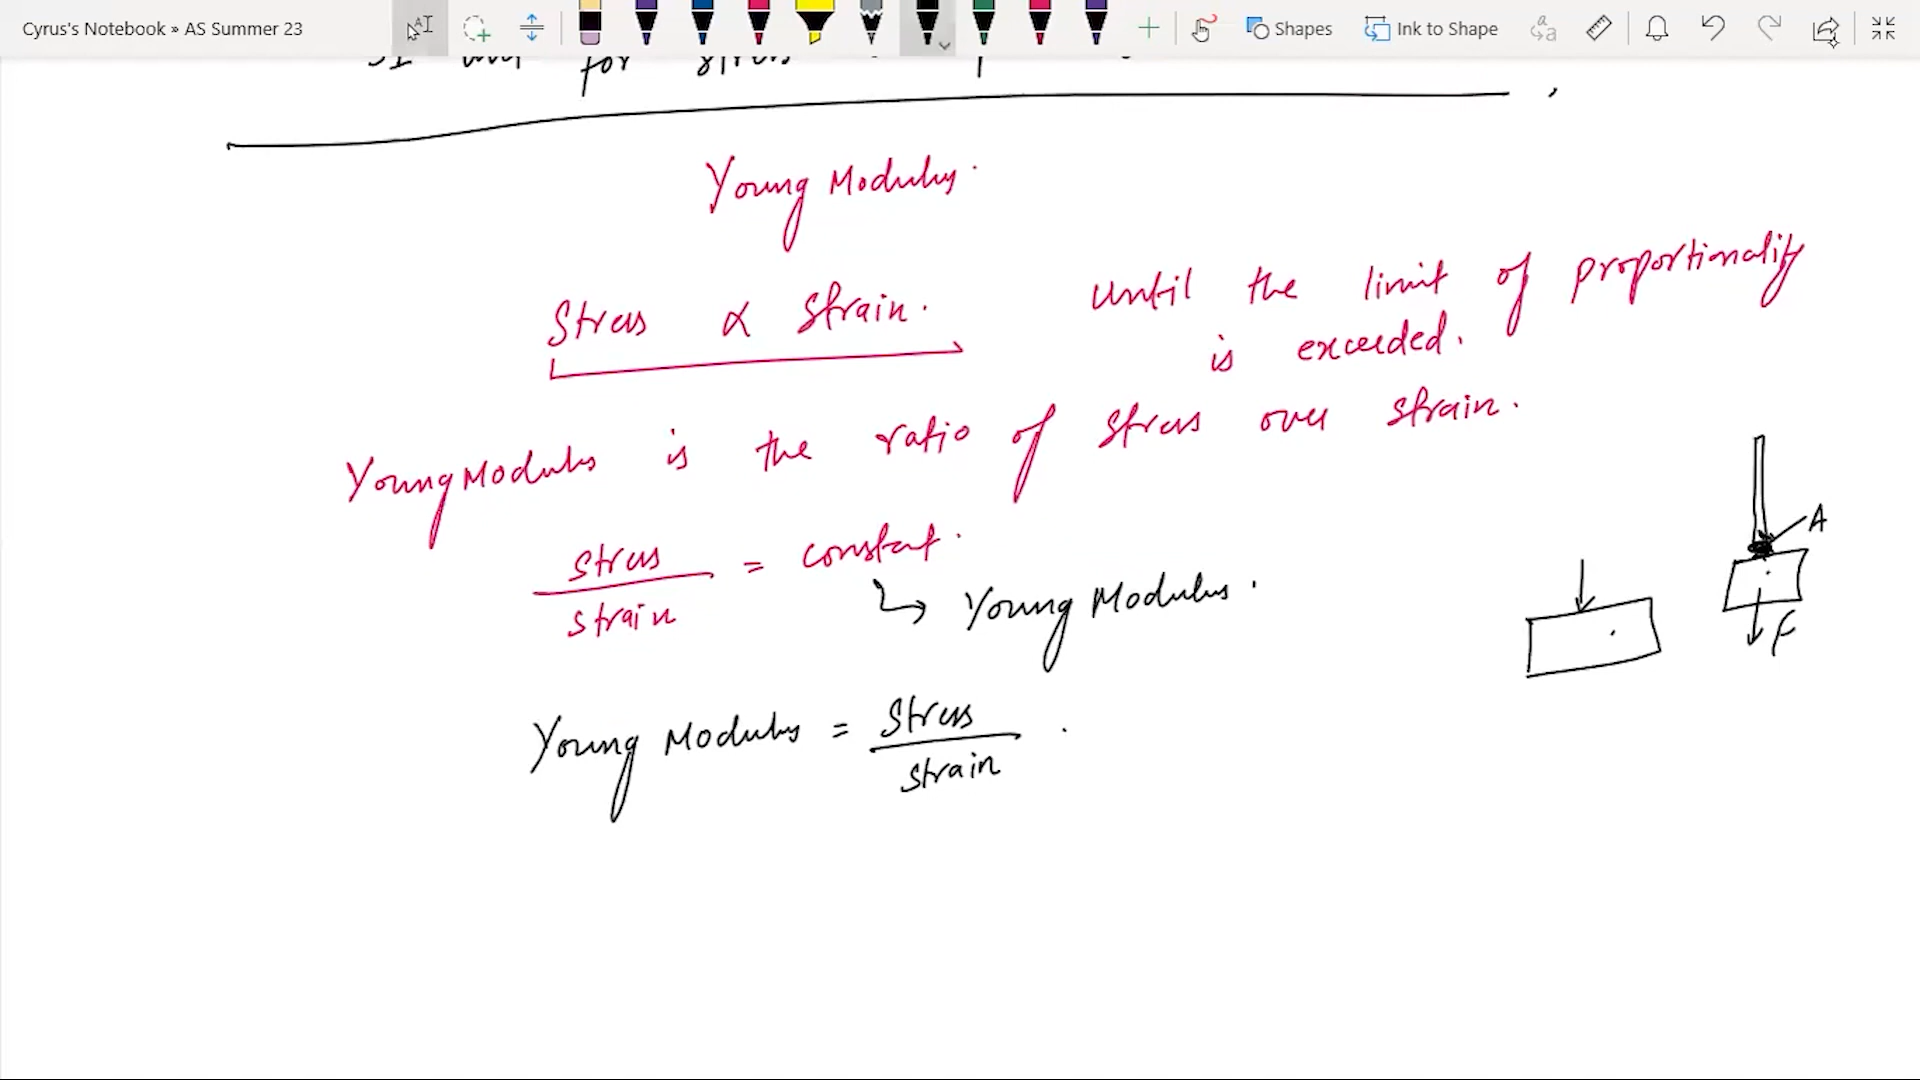 Cyrus's Notebook » AS Summer 23
Shapes
Ink to Shape
for stress
Young Modulus.
Stress ∝ strain. until the limit of proportionality
is exceeded.
Young Modulus is the ratio of stress over strain.
stress
strain
= constant.
Young Modulus.
A
F
Young Modulus = Stress
strain